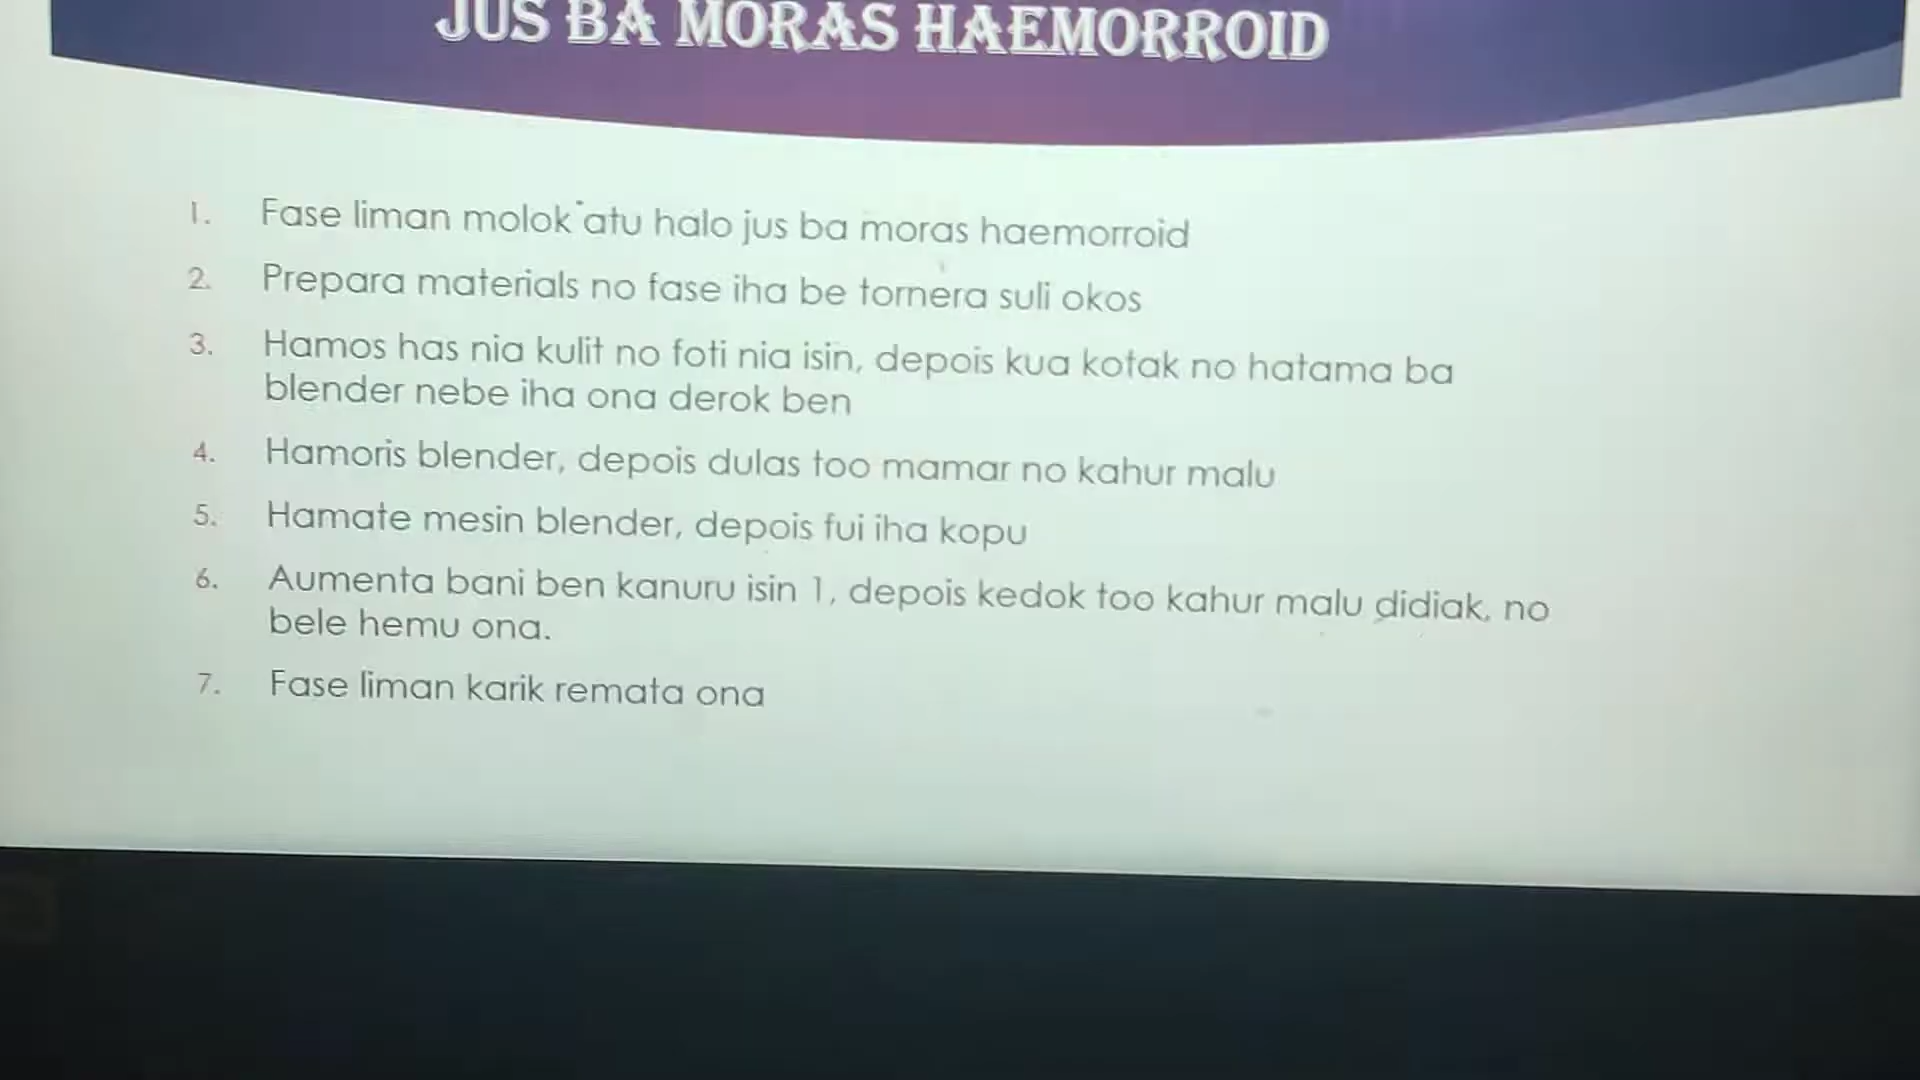 JUS BA MORAS HAEMORROID
1. Fase liman molok atu halo jus ba moras haemorroid
2. Prepara materials no fase iha be tornera suli okos
3. Hamos has nia kulit no foti nia isin, depois kua kotak no hatama ba
blender nebe iha ona derok ben
4. Hamoris blender, depois dulas too mamar no kahur malu
5. Hamate mesin blender, depois fui iha kopu
6. Aumenta bani ben kanuru isin 1, depois kedok too kahur malu didiak, no
bele hemu ona.
7. Fase liman karik remata ona